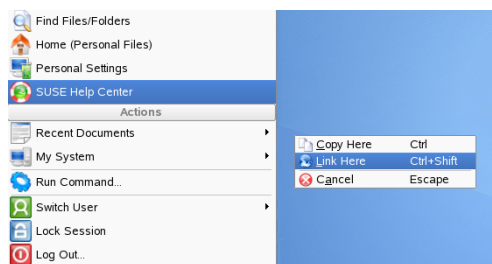 Find Files/Folders
Home (Personal Files)
Personal Settings
SUSE Help Center
Actions
Recent Documents
My System
Run Command...
Switch User
Lock Session
Log Out...
Copy Here Ctrl
Link Here Ctrl+Shift
Cancel Escape